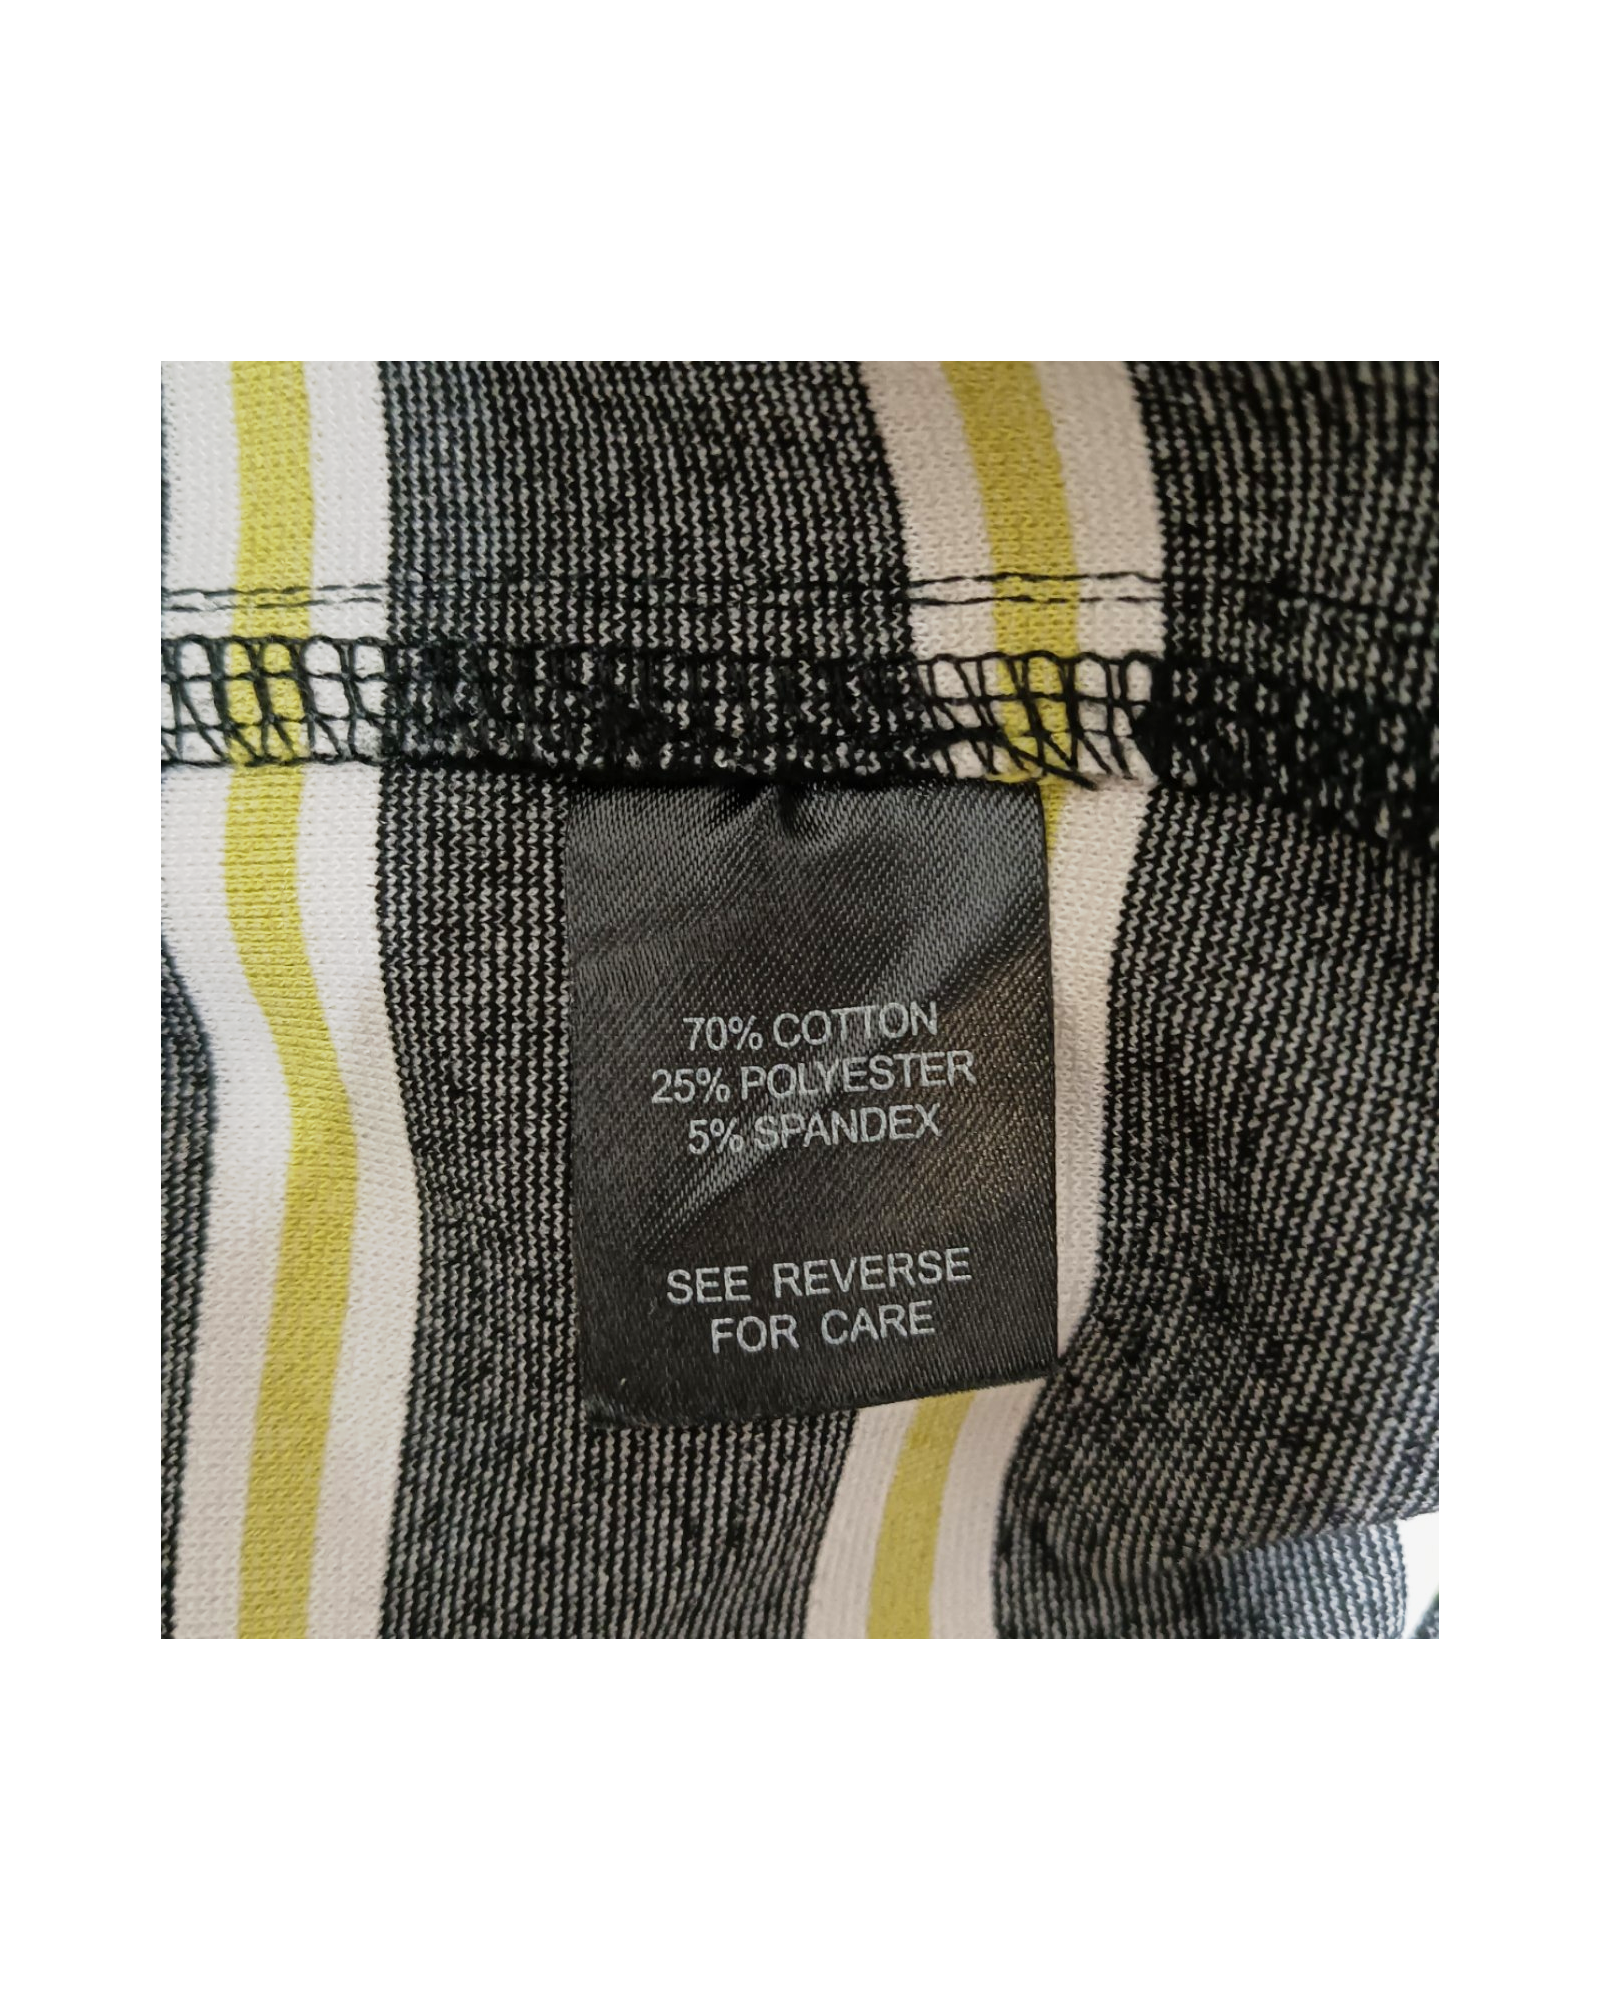 70% COTTON
25% POLYESTER
5% SPANDEX
SEE REVERSE
FOR CARE